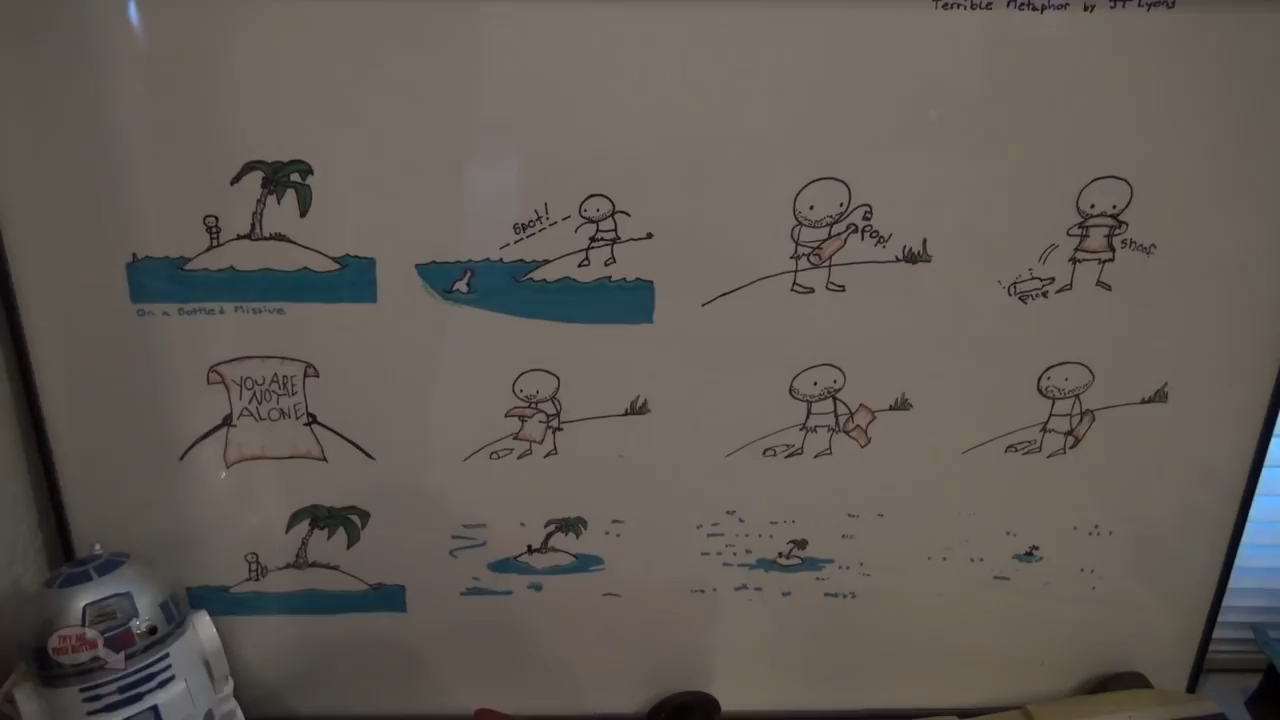 Terrible Metaphor by JT Lyons
Spot!
Pop!
Shoof
Plop
On a Bottled Missive
YOU ARE
NOT
ALONE
TRY ME
PUSH BUTTON